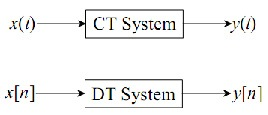 x(t) CT System y(t)
x[n] DT System y[n]